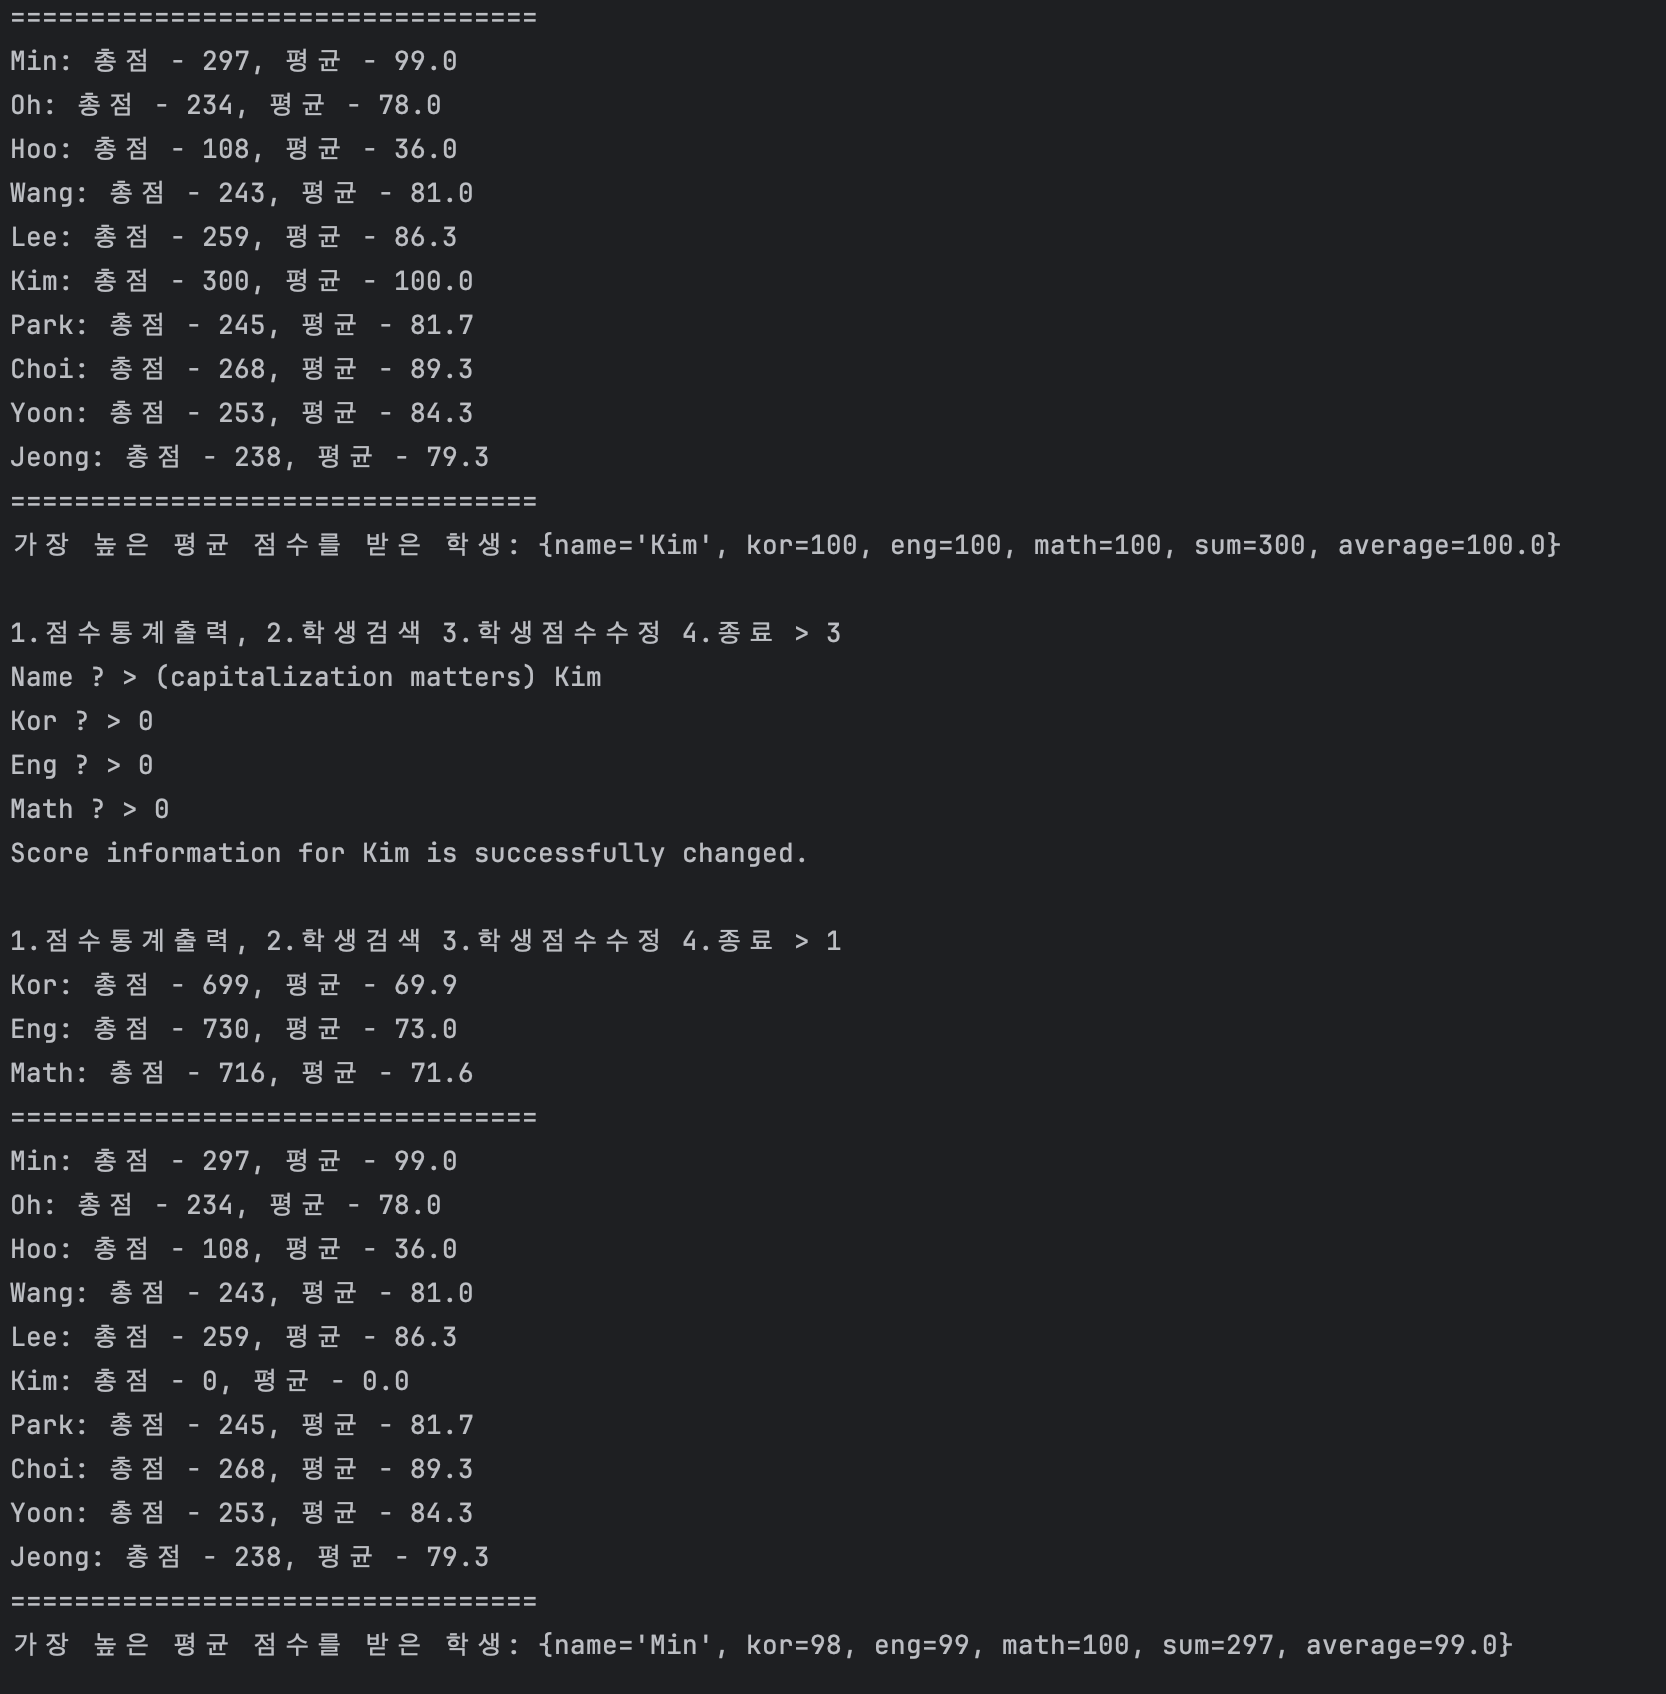 =================================
Min: 총점 - 297, 평균 - 99.0
Oh: 총점 - 234, 평균 - 78.0
Hoo: 총점 - 108, 평균 - 36.0
Wang: 총점 - 243, 평균 - 81.0
Lee: 총점 - 259, 평균 - 86.3
Kim: 총점 - 300, 평균 - 100.0
Park: 총점 - 245, 평균 - 81.7
Choi: 총점 - 268, 평균 - 89.3
Yoon: 총점 - 253, 평균 - 84.3
Jeong: 총점 - 238, 평균 - 79.3
=================================
가장 높은 평균 점수를 받은 학생: {name='Kim', kor=100, eng=100, math=100, sum=300, average=100.0}
1.점수통계출력, 2.학생검색 3.학생점수수정 4.종료 > 3
Name ? > (capitalization matters) Kim
Kor ? > 0
Eng ? > 0
Math ? > 0
Score information for Kim is successfully changed.
1.점수통계출력, 2.학생검색 3.학생점수수정 4.종료 > 1
Kor: 총점 - 699, 평균 - 69.9
Eng: 총점 - 730, 평균 - 73.0
Math: 총점 - 716, 평균 - 71.6
=================================
Min: 총점 - 297, 평균 - 99.0
Oh: 총점 - 234, 평균 - 78.0
Hoo: 총점 - 108, 평균 - 36.0
Wang: 총점 - 243, 평균 - 81.0
Lee: 총점 - 259, 평균 - 86.3
Kim: 총점 - 0, 평균 - 0.0
Park: 총점 - 245, 평균 - 81.7
Choi: 총점 - 268, 평균 - 89.3
Yoon: 총점 - 253, 평균 - 84.3
Jeong: 총점 - 238, 평균 - 79.3
=================================
가장 높은 평균 점수를 받은 학생: {name='Min', kor=98, eng=99, math=100, sum=297, average=99.0}